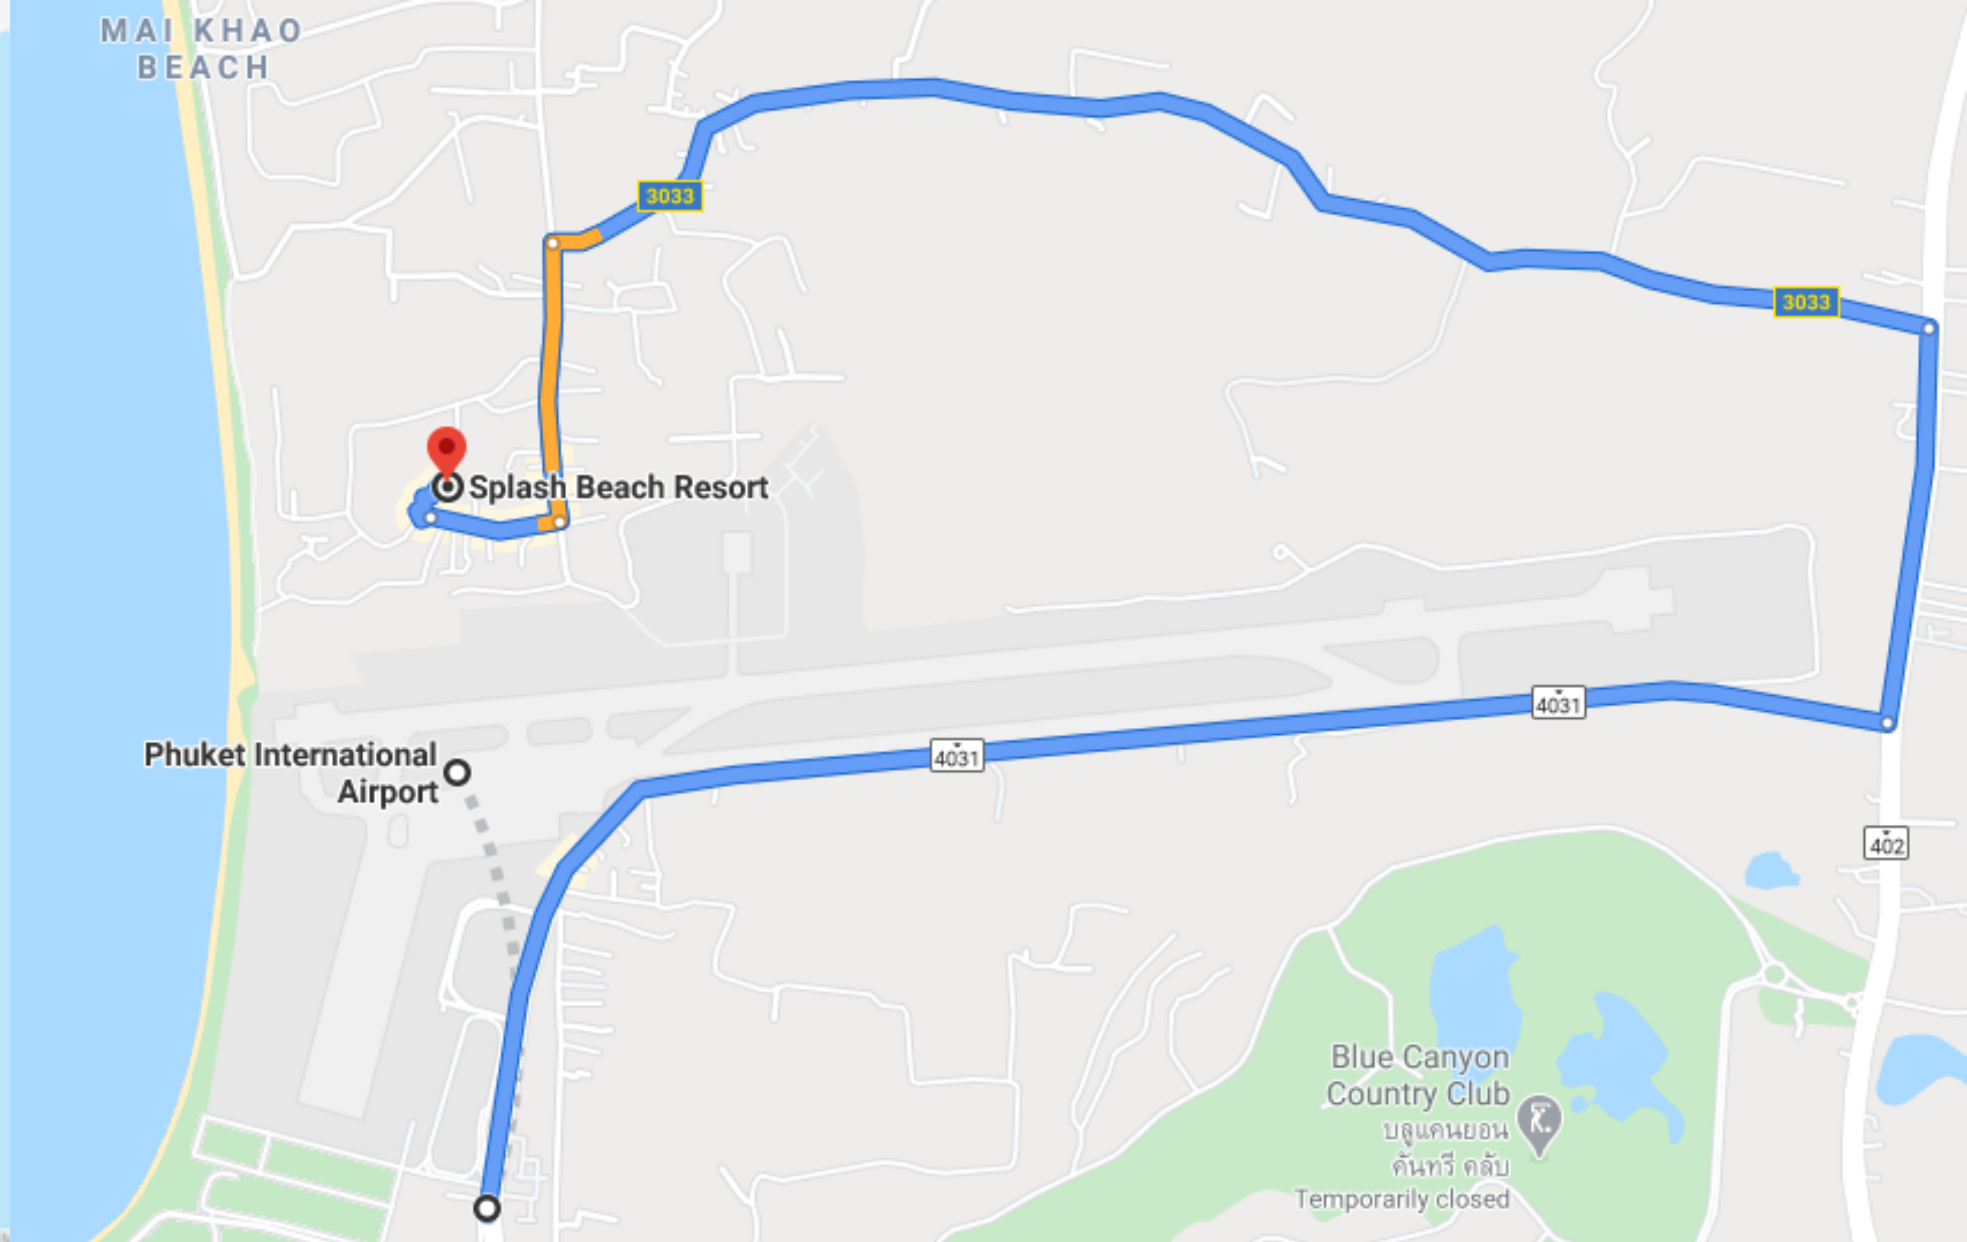 MAI KHAO
BEACH
3033
3033
Splash Beach Resort
4031
Phuket International
Airport
4031
402
Blue Canyon
Country Club
บลูแคนยอน
คันทรี คลับ
Temporarily closed